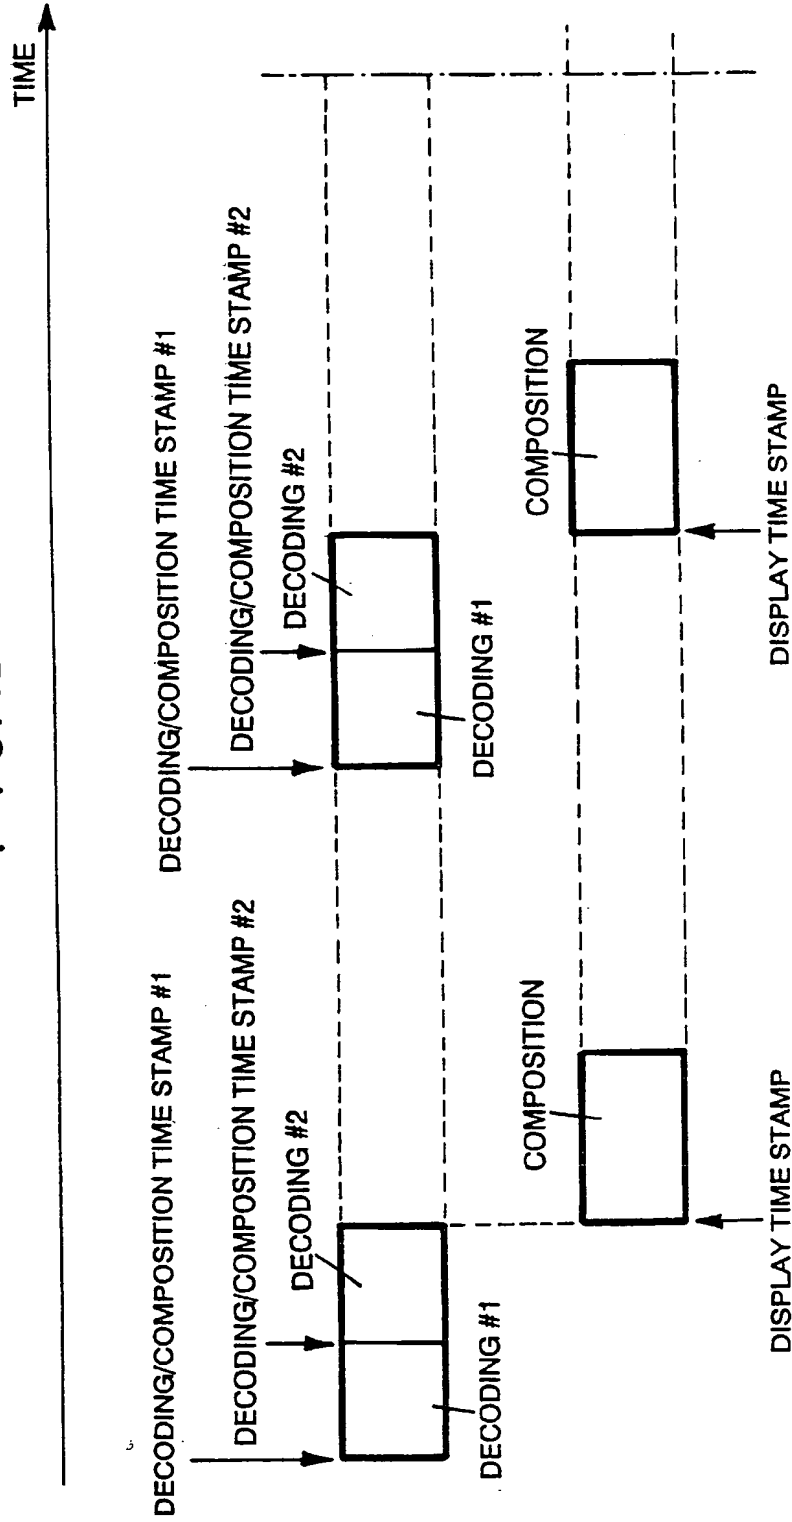 TIME
DECODING/COMPOSITION TIME STAMP #1
DECODING/COMPOSITION TIME STAMP #2
DECODING #2
DECODING #1
COMPOSITION
DISPLAY TIME STAMP
DECODING/COMPOSITION TIME STAMP #1
DECODING/COMPOSITION TIME STAMP #2
DECODING #2
DECODING #1
COMPOSITION
DISPLAY TIME STAMP